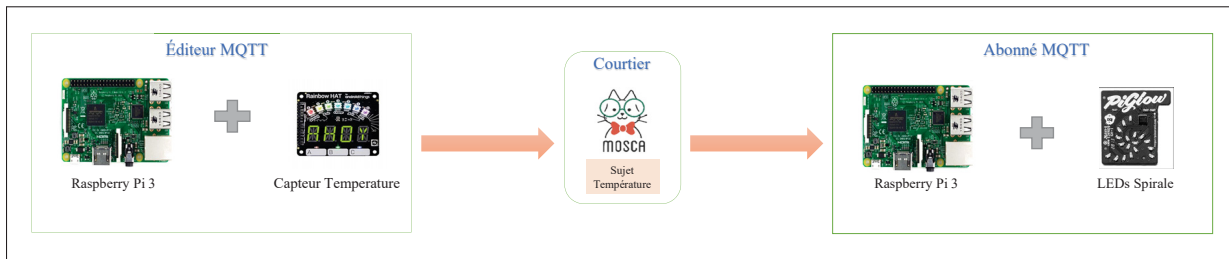 Éditeur MQTT
Raspberry Pi 3
Rainbow HAT
AHOY
A B C
Capteur Temperature
Courtier
MOSCA
Sujet
Température
Abonné MQTT
Raspberry Pi 3
PiGlow
LEDs Spirale